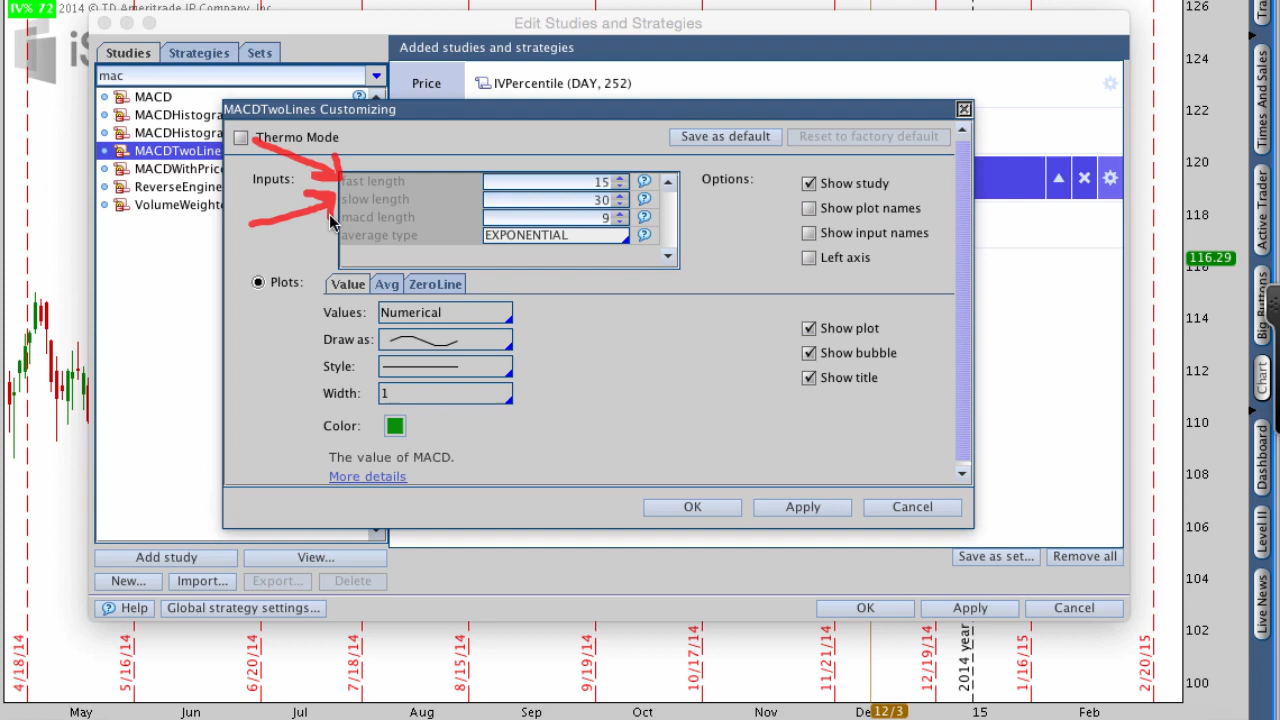 IV% 72 2014 © TD Ameritrade IP Company, Inc.
Edit Studies and Strategies
Studies Strategies Sets
Added studies and strategies
mac
Price IVPercentile (DAY, 252)
MACD
MACDHistogra
MACDHistogra
MACDTwoLine
MACDWithPric
ReverseEngine
VolumeWeight
MACDTwoLines Customizing
Thermo Mode
Save as default
Reset to factory default
Inputs:
fast length 15
slow length 30
macd length 9
average type EXPONENTIAL
Options:
Show study
Show plot names
Show input names
Left axis
Plots:
Value Avg ZeroLine
Values: Numerical
Draw as:
Style:
Width: 1
Color:
Show plot
Show bubble
Show title
The value of MACD.
More details
OK Apply Cancel
Add study View...
New... Import... Export... Delete
Save as set... Remove all
Help Global strategy settings...
OK Apply Cancel
126
124
122
120
118
116.29
116
114
112
110
108
106
104
102
100
Times And Sales
Active Trader
Big Buttons
Chart
Dashboard
Level II
Live News
4/18/14
5/16/14
6/20/14
7/18/14
8/15/14
9/19/14
10/17/14
11/21/14
12/19/14
2014 year
1/16/15
2/20/15
May Jun Jul Aug Sep Oct Nov De 12/3 15 Feb